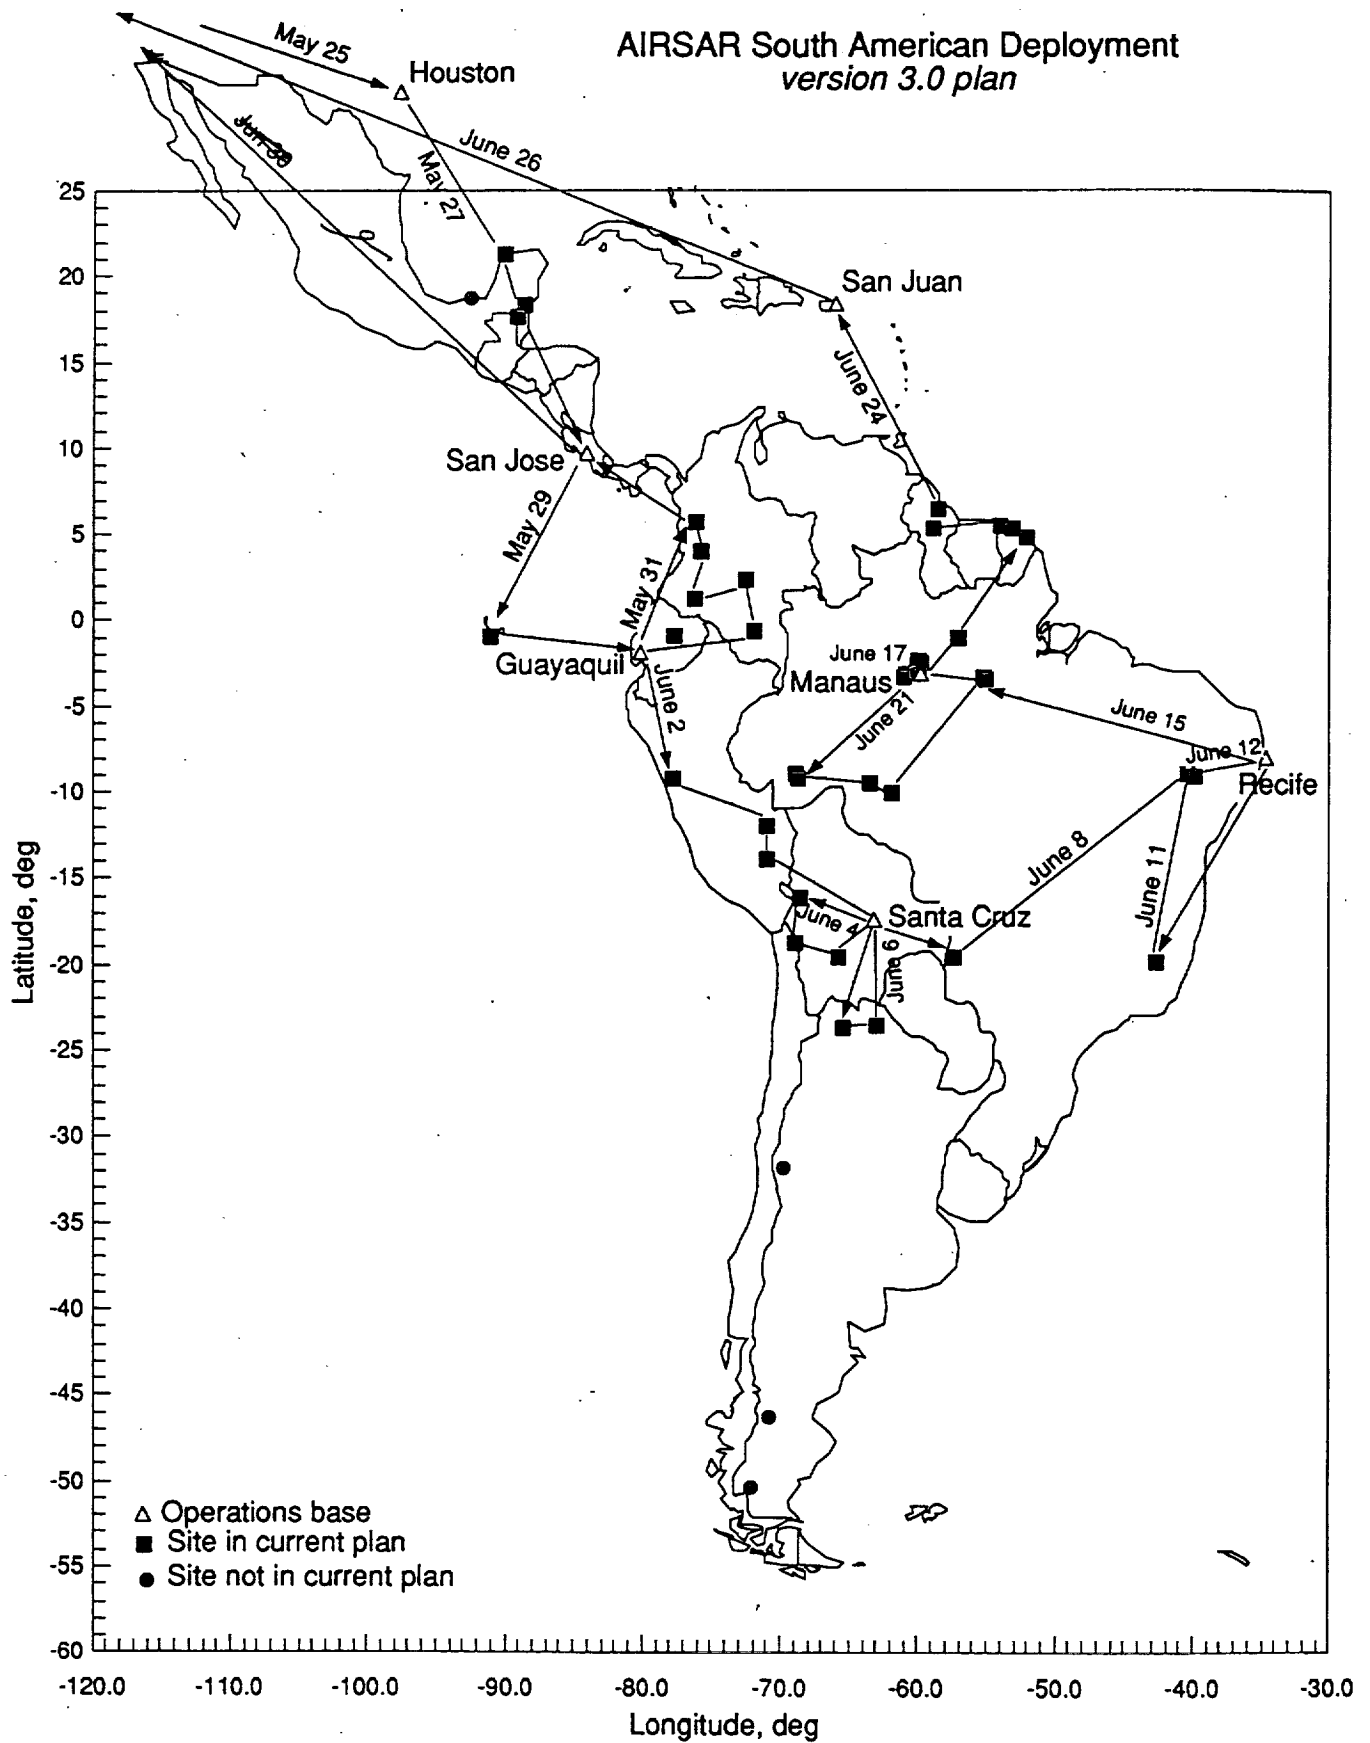 AIRSAR South American Deployment
version 3.0 plan
May 25
Houston
June 26
May 27
25
20
15
10
5
0
-5
-10
-15
-20
-25
-30
-35
-40
-45
-50
-55
-60
Latitude, deg
San Juan
June 24
San Jose
May 29
May 31
Guayaquil
June 2
June 17
Manaus
June 21
June 15
June 12
Recife
June 8
June 11
Santa Cruz
June 4
June 6
Operations base
Site in current plan
Site not in current plan
-120.0 -110.0 -100.0 -90.0 -80.0 -70.0 -60.0 -50.0 -40.0 -30.0
Longitude, deg